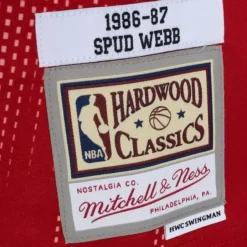 1986-87
SPUD WEBB
HARDWOOD
NBA
CLASSICS
NOSTALGIA CO.
Mitchell & Ness
PHILADELPHIA, PA.
HWC SWINGMAN